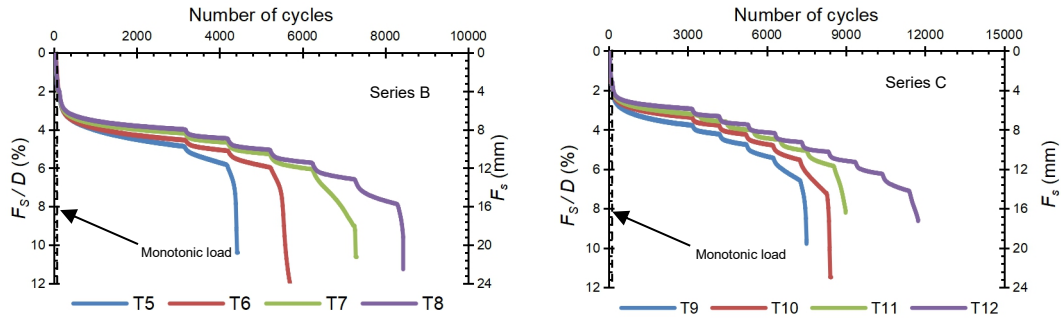 Number of cycles
0 2000 4000 6000 8000 10000
0 2 4 6 8 10 12
F_S / D (%)
0 4 8 12 16 20 24
F_s (mm)
Series B
Monotonic load
T5 T6 T7 T8
Number of cycles
0 3000 6000 9000 12000 15000
0 2 4 6 8 10 12
F_S / D (%)
0 4 8 12 16 20 24
F_s (mm)
Series C
Monotonic load
T9 T10 T11 T12